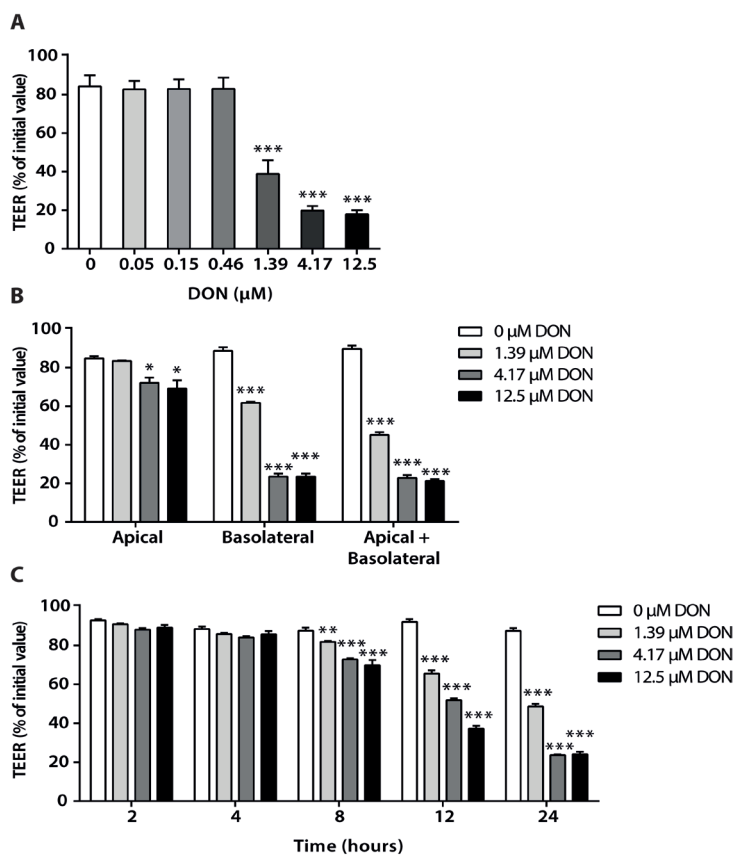 A
TEER (% of initial value)
100
80
60
40
20
0
***
***
***
0 0.05 0.15 0.46 1.39 4.17 12.5
DON (µM)
B
TEER (% of initial value)
100
80
60
40
20
0
* *
***
*** ***
***
*** ***
Apical Basolateral Apical +
Basolateral
0 µM DON
1.39 µM DON
4.17 µM DON
12.5 µM DON
C
TEER (% of initial value)
100
80
60
40
20
0
**
***
***
***
***
***
***
***
***
2 4 8 12 24
Time (hours)
0 µM DON
1.39 µM DON
4.17 µM DON
12.5 µM DON